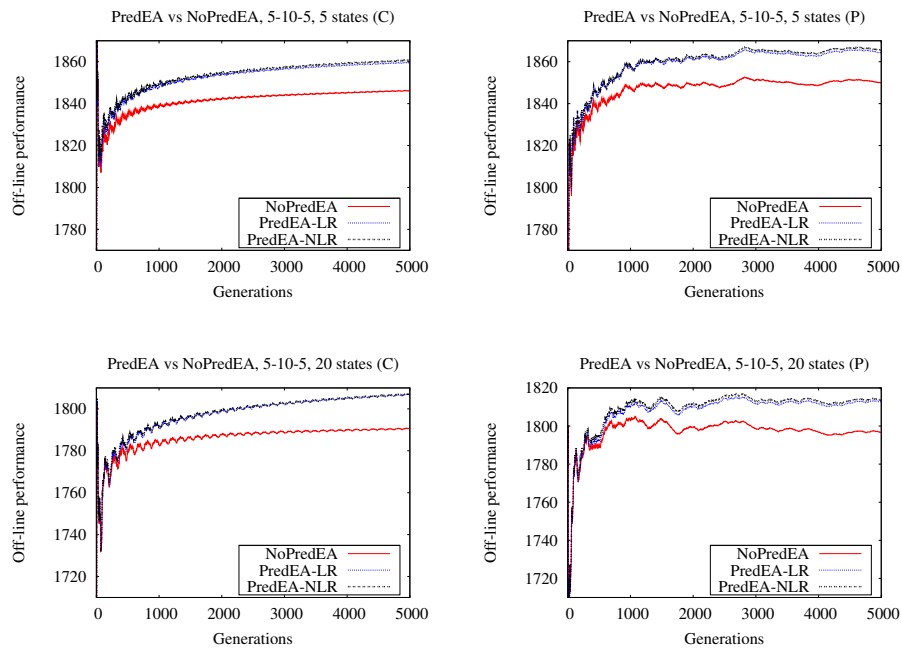 PredEA vs NoPredEA, 5-10-5, 5 states (C)
Off-line performance
1860
1840
1820
1800
1780
NoPredEA
PredEA-LR
PredEA-NLR
0 1000 2000 3000 4000 5000
Generations
PredEA vs NoPredEA, 5-10-5, 5 states (P)
Off-line performance
1860
1840
1820
1800
1780
NoPredEA
PredEA-LR
PredEA-NLR
0 1000 2000 3000 4000 5000
Generations
PredEA vs NoPredEA, 5-10-5, 20 states (C)
Off-line performance
1800
1780
1760
1740
1720
NoPredEA
PredEA-LR
PredEA-NLR
0 1000 2000 3000 4000 5000
Generations
PredEA vs NoPredEA, 5-10-5, 20 states (P)
Off-line performance
1820
1800
1780
1760
1740
1720
NoPredEA
PredEA-LR
PredEA-NLR
0 1000 2000 3000 4000 5000
Generations